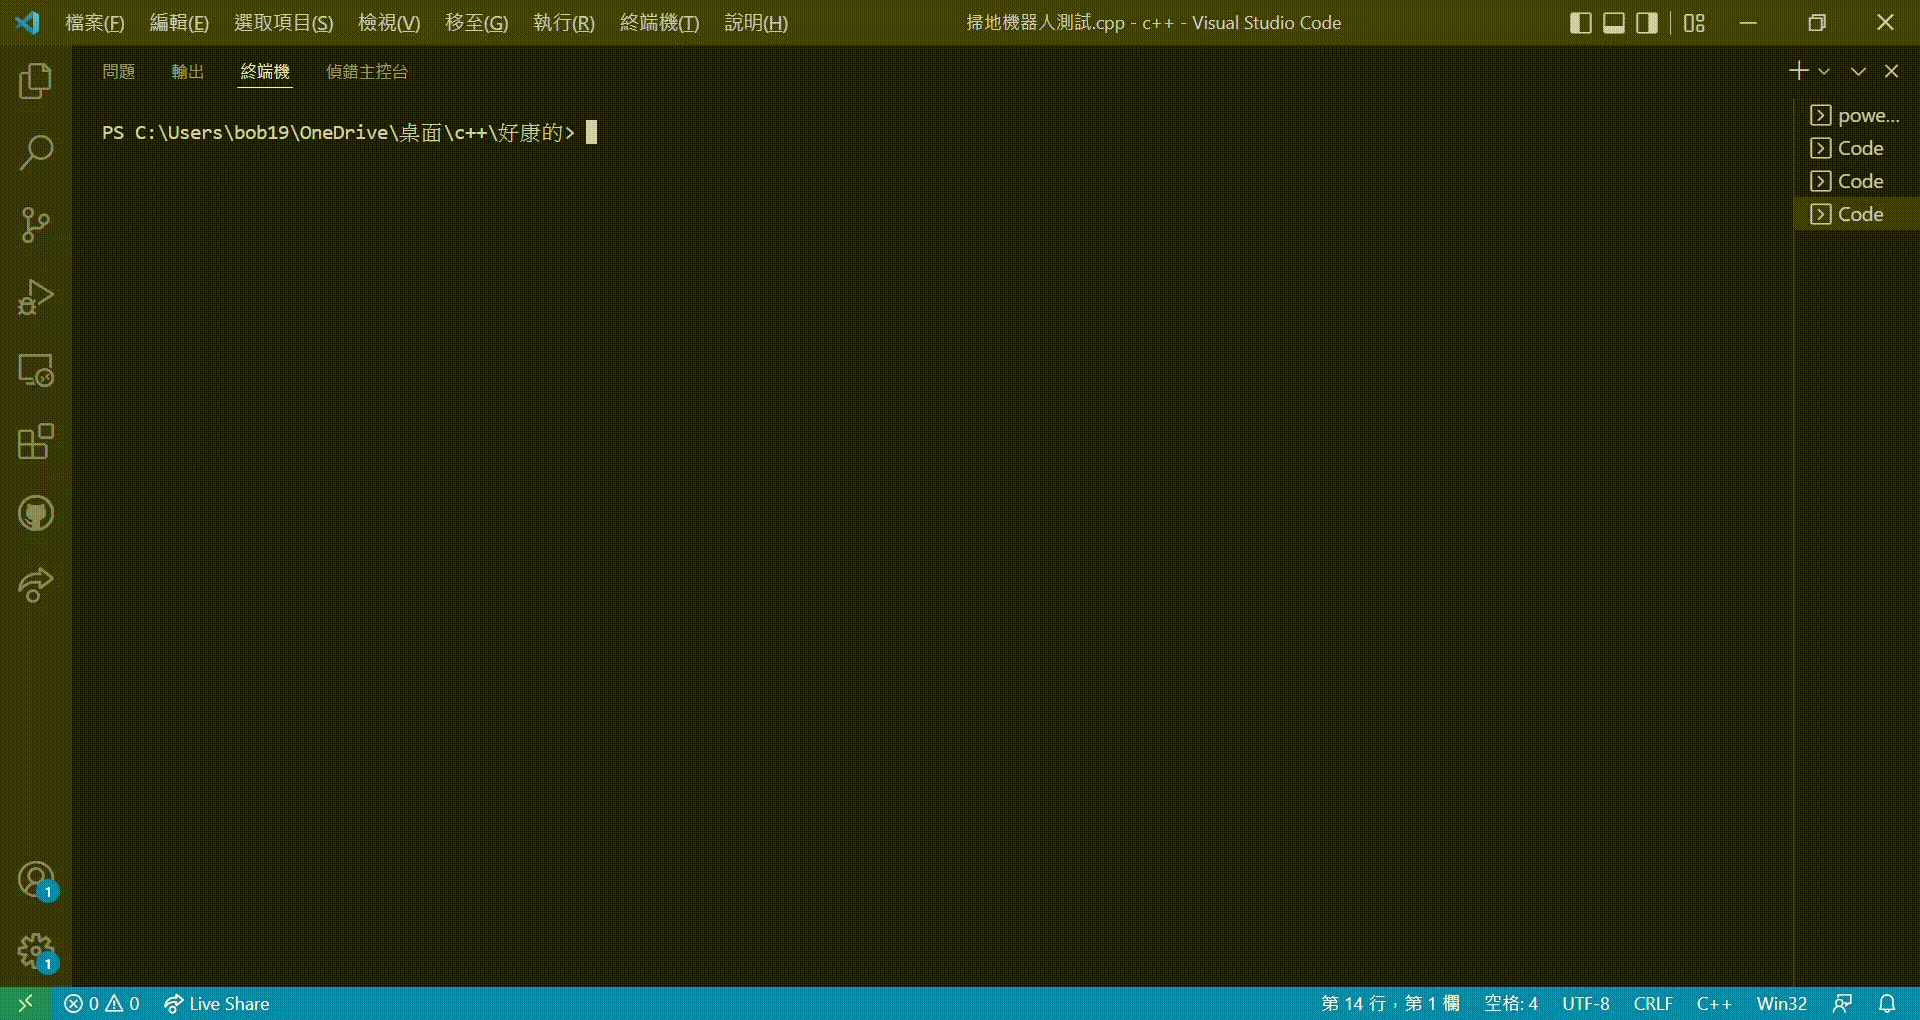 檔案(F) 編輯(E) 選取項目(S) 檢視(V) 移至(G) 執行(R) 終端機(T) 說明(H) 掃地機器人測試.cpp - c++ - Visual Studio Code
問題 輸出 終端機 偵錯主控台
PS C:\Users\bob19\OneDrive\桌面\c++\好康的>
powe...
Code
Code
Code
1
1
0 0 Live Share 第 14 行，第 1 欄 空格: 4 UTF-8 CRLF C++ Win32